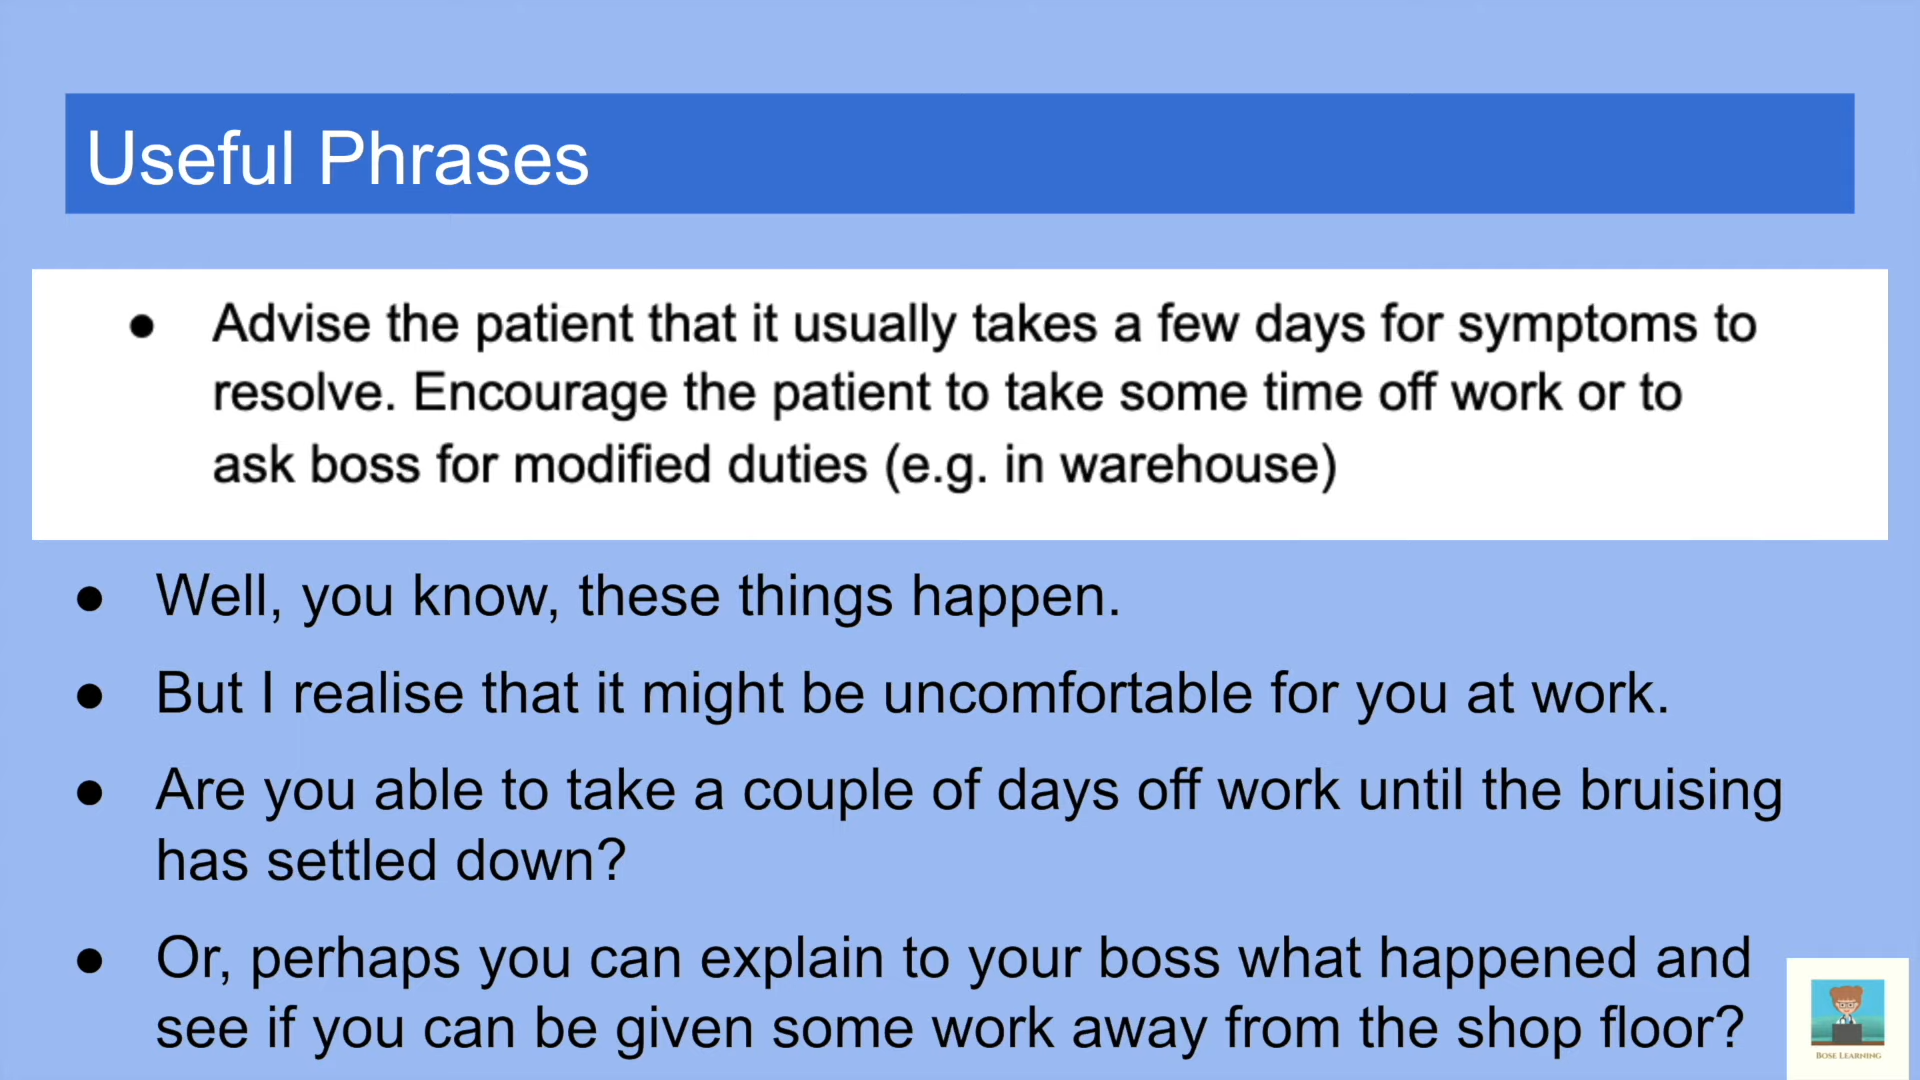 Useful Phrases
● Advise the patient that it usually takes a few days for symptoms to
resolve. Encourage the patient to take some time off work or to
ask boss for modified duties (e.g. in warehouse)
● Well, you know, these things happen.
● But I realise that it might be uncomfortable for you at work.
● Are you able to take a couple of days off work until the bruising
has settled down?
● Or, perhaps you can explain to your boss what happened and
see if you can be given some work away from the shop floor?
BOSE LEARNING